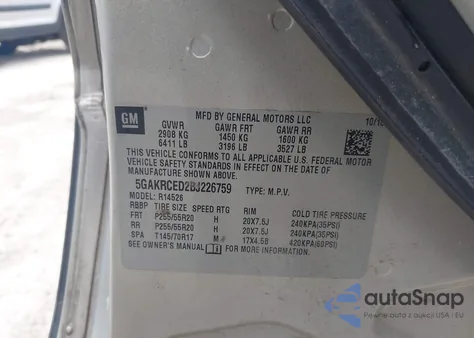 GM
MFD BY GENERAL MOTORS LLC
10/10
GVWR GAWR FRT GAWR RR
2908 KG 1450 KG 1600 KG
6411 LB 3196 LB 3527 LB
THIS VEHICLE CONFORMS TO ALL APPLICABLE U.S. FEDERAL
MOTOR VEHICLE SAFETY STANDARDS IN EFFECT ON THE DATE OF
MANUFACTURE SHOWN ABOVE.
5GAKRCED2BJ226759 TYPE: M.P.V.
MODEL: R14526
RBBP TIRE SIZE SPEED RTG RIM COLD TIRE PRESSURE
FRT P255/55R20 H 20X7.5J 240KPA(35PSI)
RR P255/55R20 H 20X7.5J 240KPA(35PSI)
SPA T145/70R17 M 17X4.5B 420KPA(60PSI)
SEE OWNER'S MANUAL FOR MORE INFORMATION.
autoSnap
Pewne auto z USA